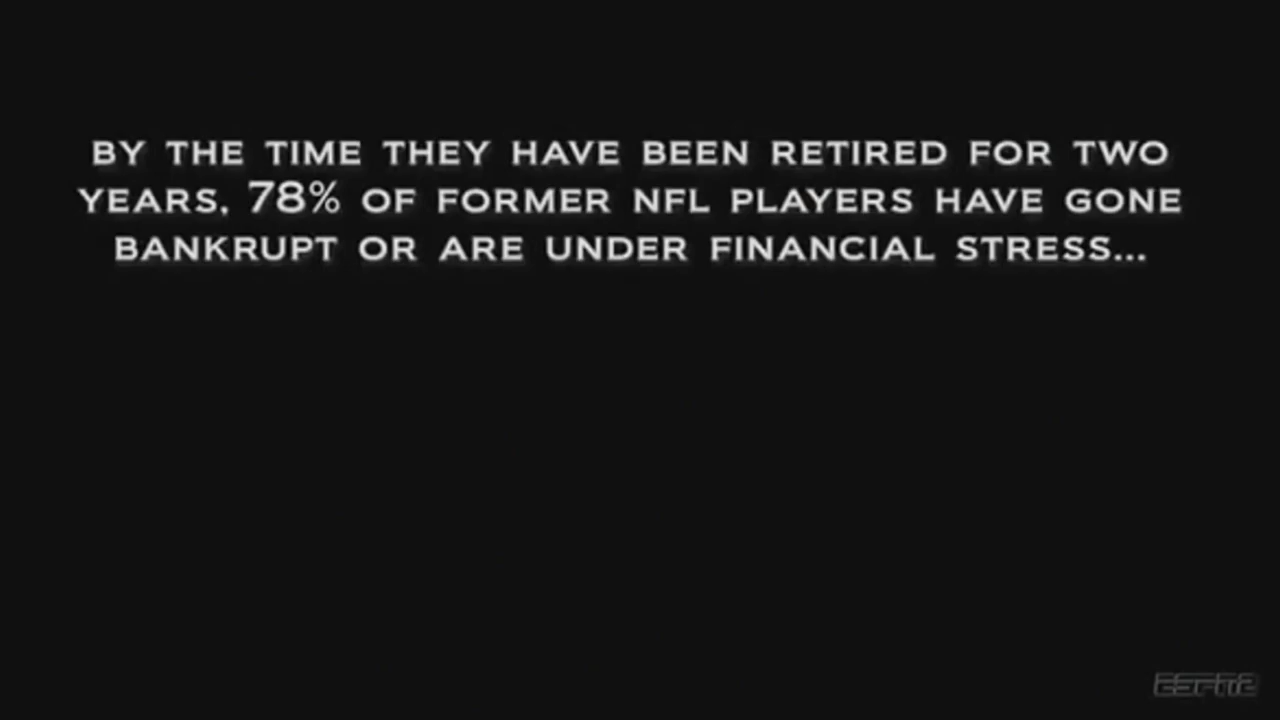 BY THE TIME THEY HAVE BEEN RETIRED FOR TWO
YEARS, 78% OF FORMER NFL PLAYERS HAVE GONE
BANKRUPT OR ARE UNDER FINANCIAL STRESS...
ESPN2